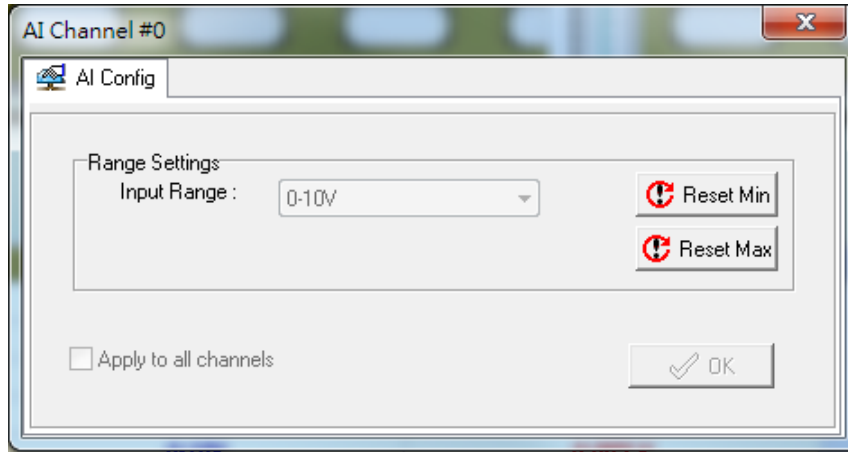 AI Channel #0
AI Config
Range Settings
Input Range :
0-10V
Reset Min
Reset Max
Apply to all channels
OK